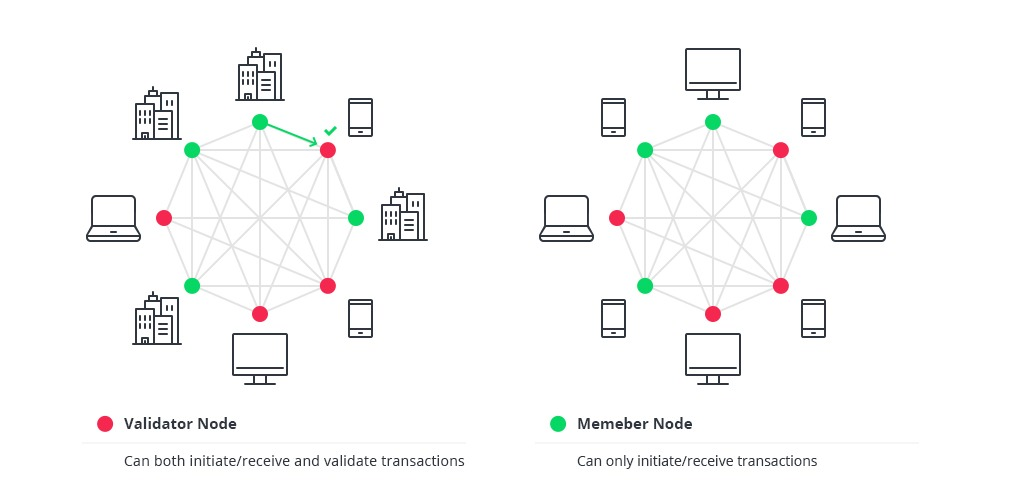 Validator Node
Can both initiate/receive and validate transactions
Memeber Node
Can only initiate/receive transactions